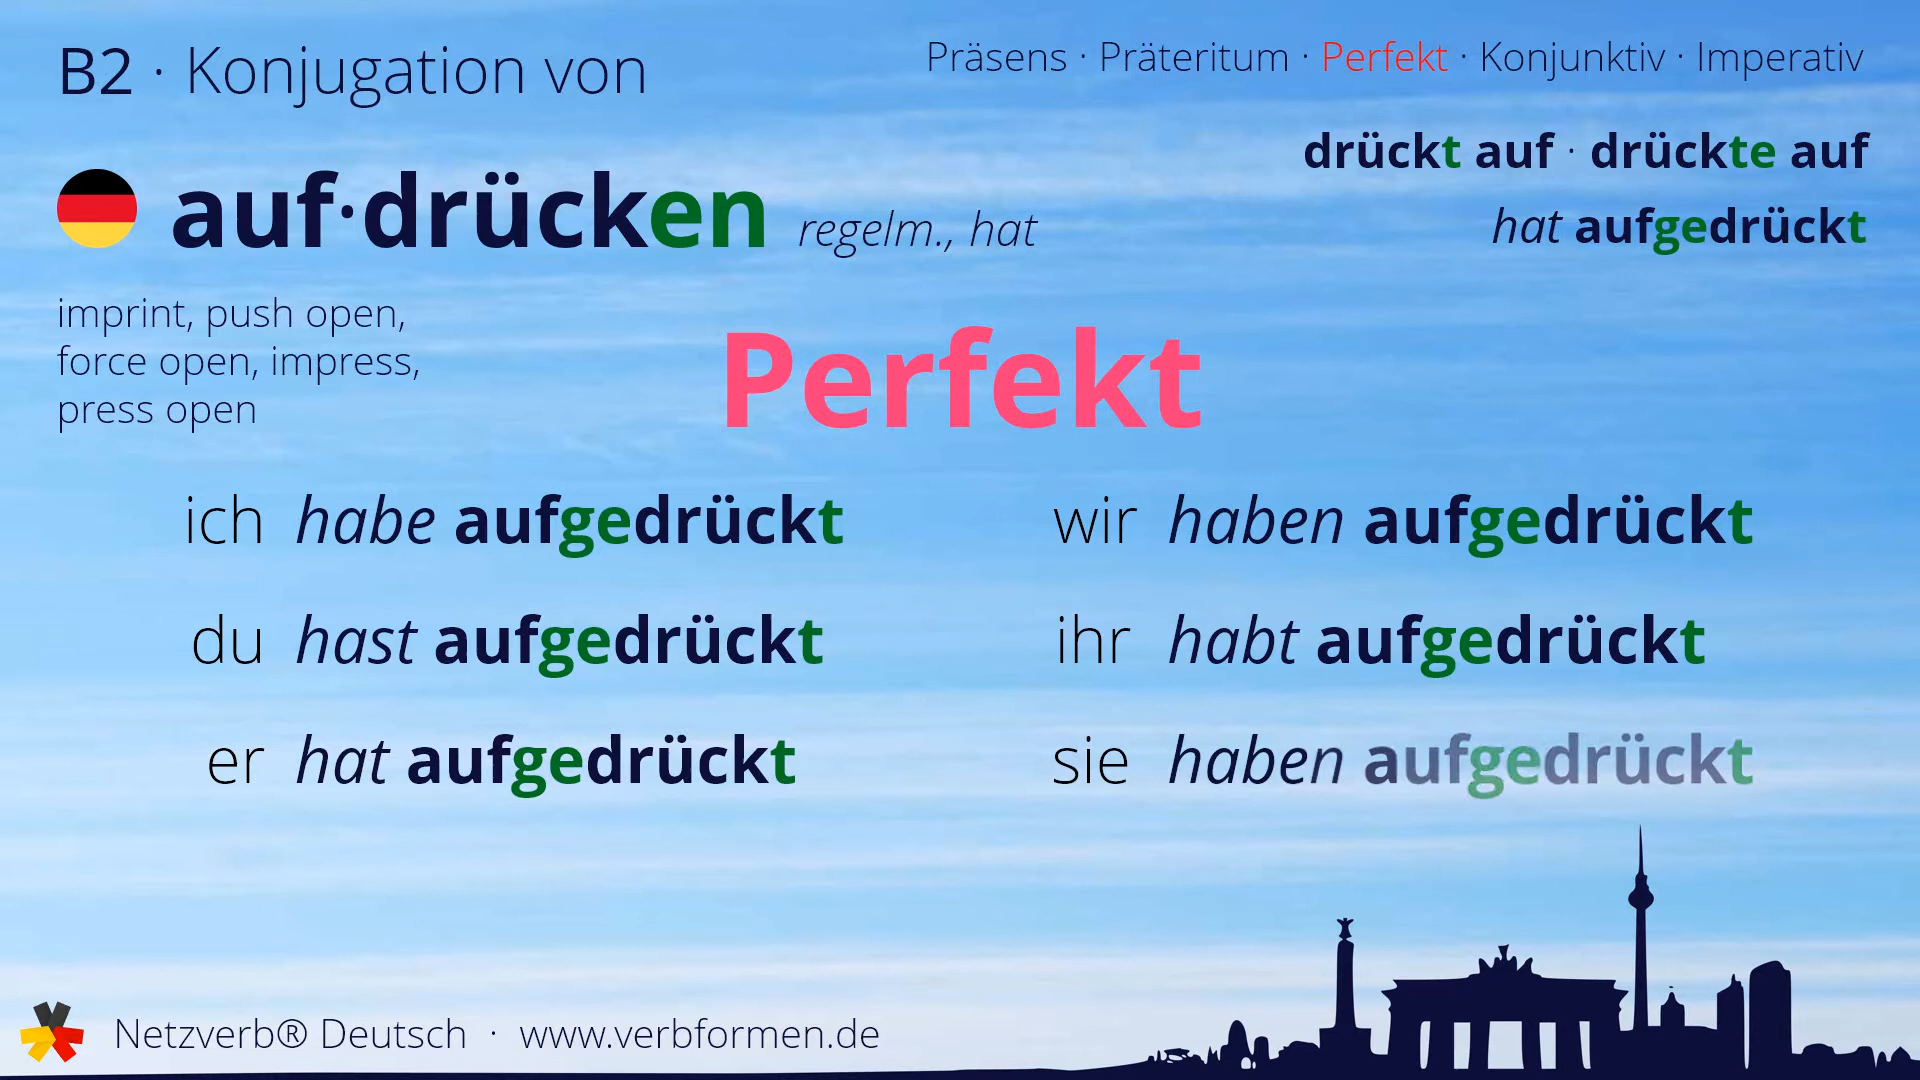 B2 · Konjugation von
Präsens · Präteritum · Perfekt · Konjunktiv · Imperativ
auf·drücken regelm., hat
drückt auf · drückte auf
hat aufgedrückt
imprint, push open,
force open, impress,
press open
Perfekt
ich habe aufgedrückt
du hast aufgedrückt
er hat aufgedrückt
wir haben aufgedrückt
ihr habt aufgedrückt
sie haben aufgedrückt
Netzverb® Deutsch · www.verbformen.de